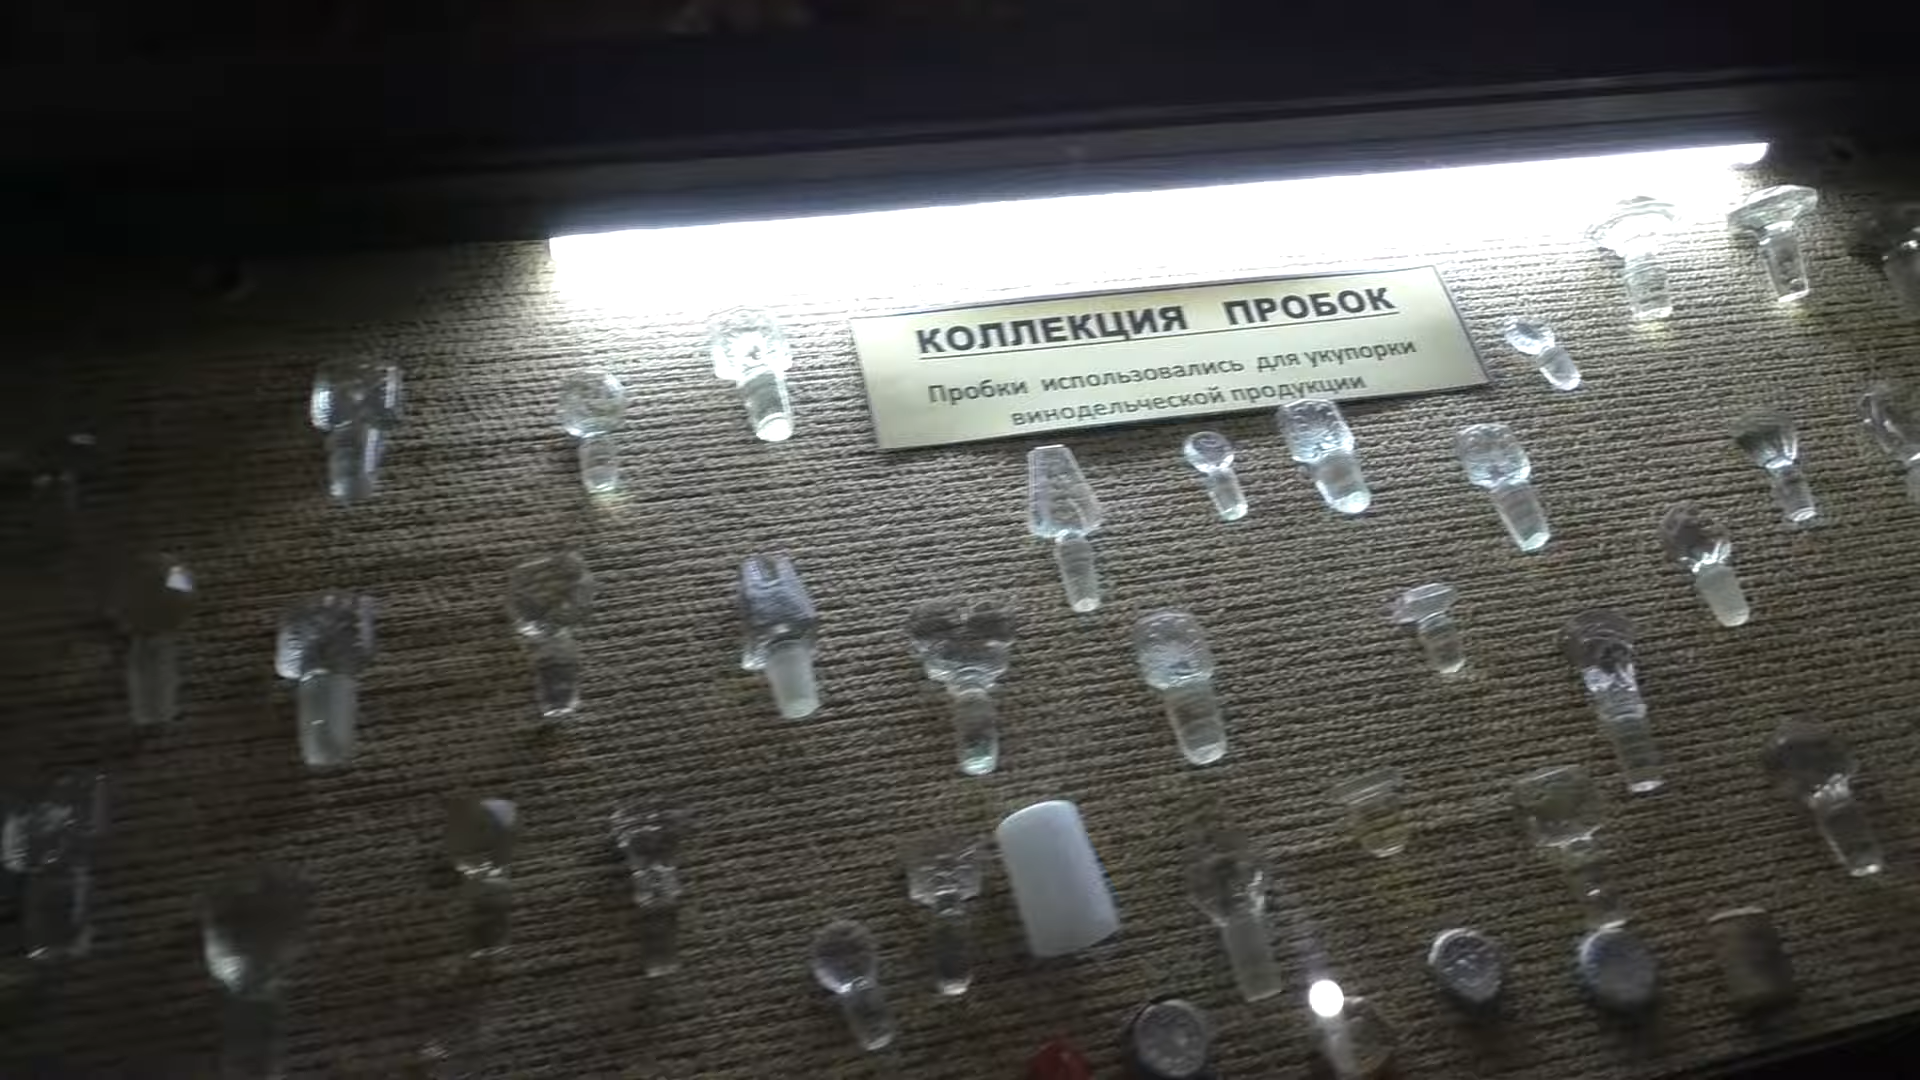 КОЛЛЕКЦИЯ ПРОБОК
Пробки использовались для укупорки
винодельческой продукции